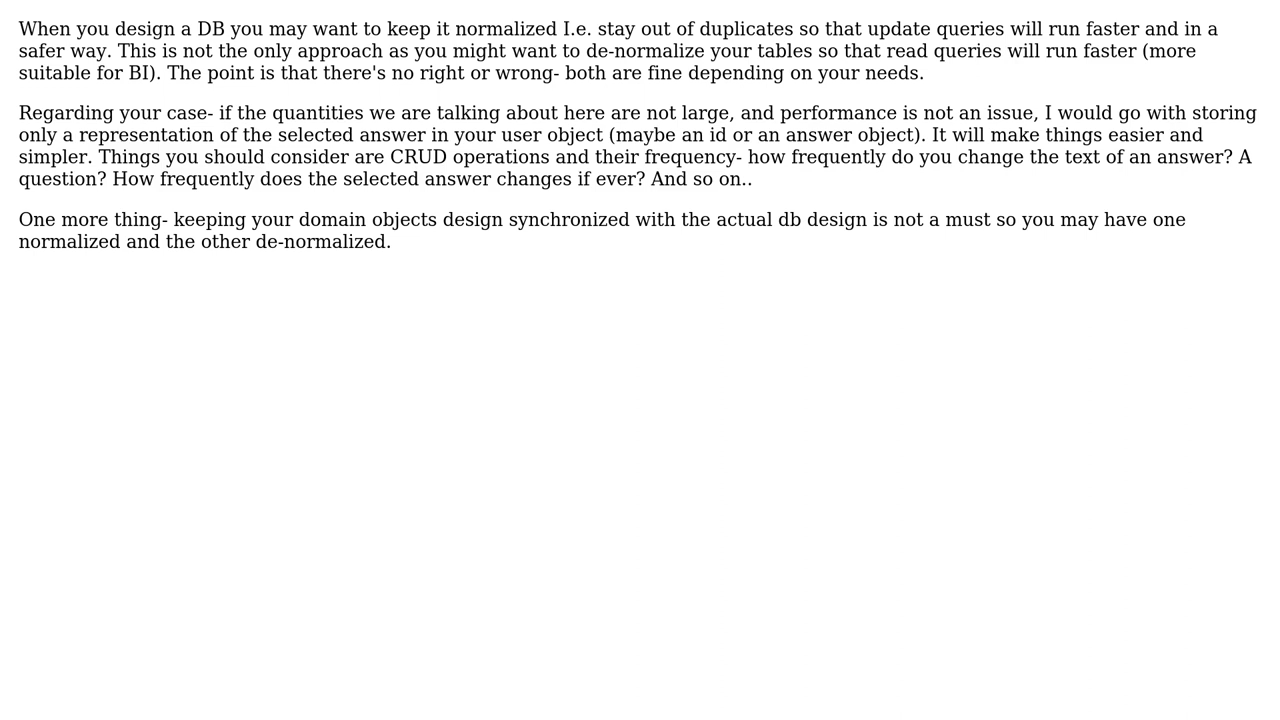 When you design a DB you may want to keep it normalized I.e. stay out of duplicates so that update queries will run faster and in a
safer way. This is not the only approach as you might want to de-normalize your tables so that read queries will run faster (more
suitable for BI). The point is that there's no right or wrong- both are fine depending on your needs.
Regarding your case- if the quantities we are talking about here are not large, and performance is not an issue, I would go with storing
only a representation of the selected answer in your user object (maybe an id or an answer object). It will make things easier and
simpler. Things you should consider are CRUD operations and their frequency- how frequently do you change the text of an answer? A
question? How frequently does the selected answer changes if ever? And so on..
One more thing- keeping your domain objects design synchronized with the actual db design is not a must so you may have one
normalized and the other de-normalized.